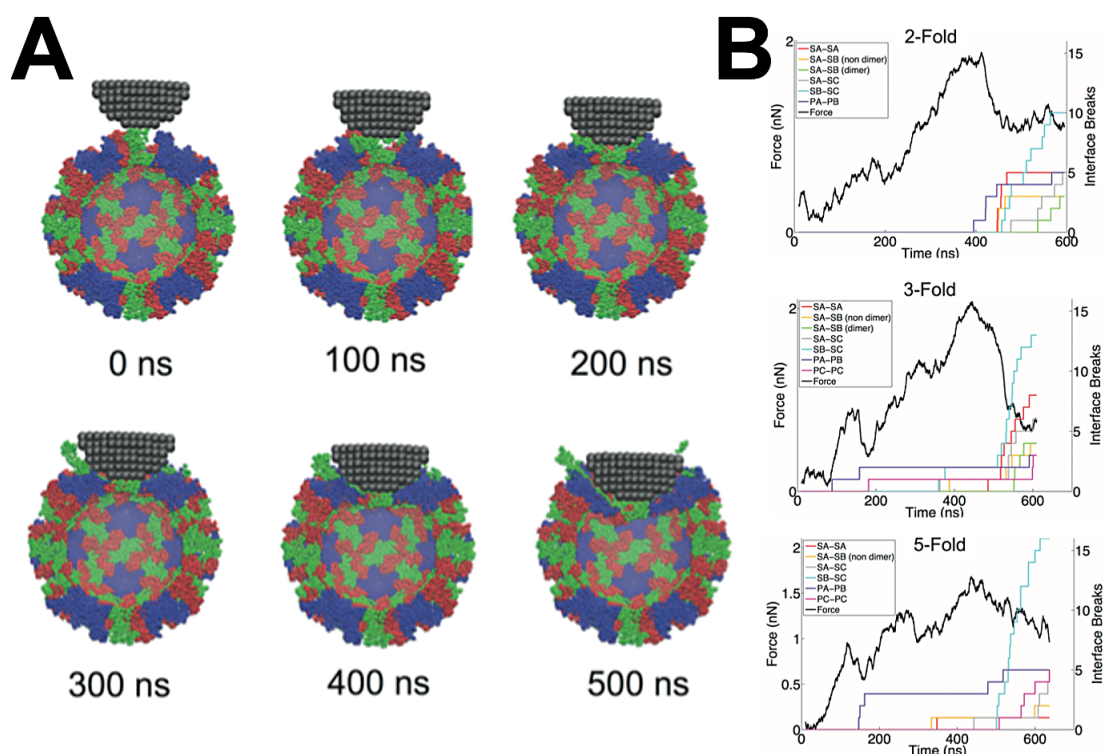 A
0 ns
100 ns
200 ns
300 ns
400 ns
500 ns
B
2-Fold
SA-SA
SA-SB (non dimer)
SA-SB (dimer)
SA-SC
SB-SC
PA-PB
Force
Force (nN)
2
0
0
200
400
600
Time (ns)
15
10
5
0
Interface Breaks
3-Fold
SA-SA
SA-SB (non dimer)
SA-SB (dimer)
SA-SC
SB-SC
PA-PB
PC-PC
Force
Force (nN)
2
0
200
400
600
Time (ns)
15
10
5
0
Interface Breaks
5-Fold
SA-SA
SA-SB (non dimer)
SA-SC
SB-SC
PA-PB
PC-PC
Force
Force (nN)
2
1.5
1
0.5
0
0
200
400
600
Time (ns)
15
10
5
0
Interface Breaks